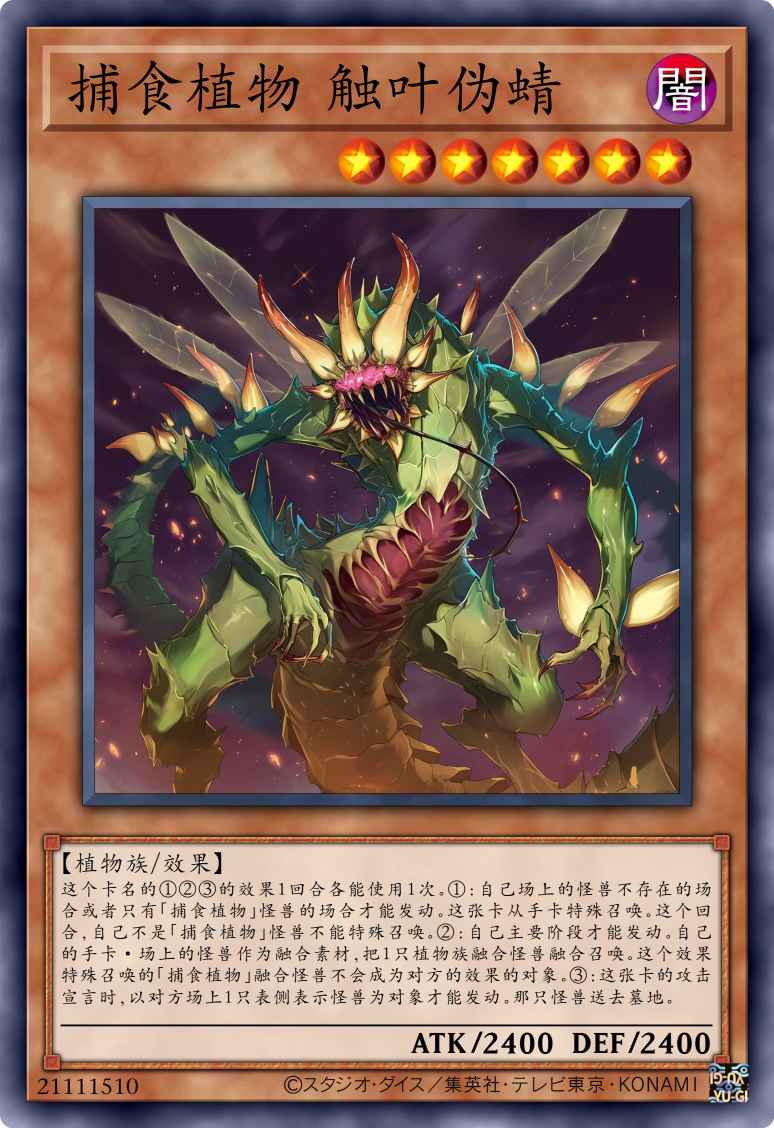 捕食植物 触叶伪蜻
闇
【植物族/效果】
这个卡名的①②③的效果1回合各能使用1次。①:自己场上的怪兽不存在的场
合或者只有「捕食植物」怪兽的场合才能发动。这张卡从手卡特殊召唤。这个回
合,自己不是「捕食植物」怪兽不能特殊召唤。②:自己主要阶段才能发动。自己
的手卡·场上的怪兽作为融合素材,把1只植物族融合怪兽融合召唤。这个效果
特殊召唤的「捕食植物」融合怪兽不会成为对方的效果的对象。③:这张卡的攻击
宣言时,以对方场上1只表侧表示怪兽为对象才能发动。那只怪兽送去墓地。
ATK/2400 DEF/2400
21111510 ©スタジオ・ダイス/集英社・テレビ東京・KONAMI